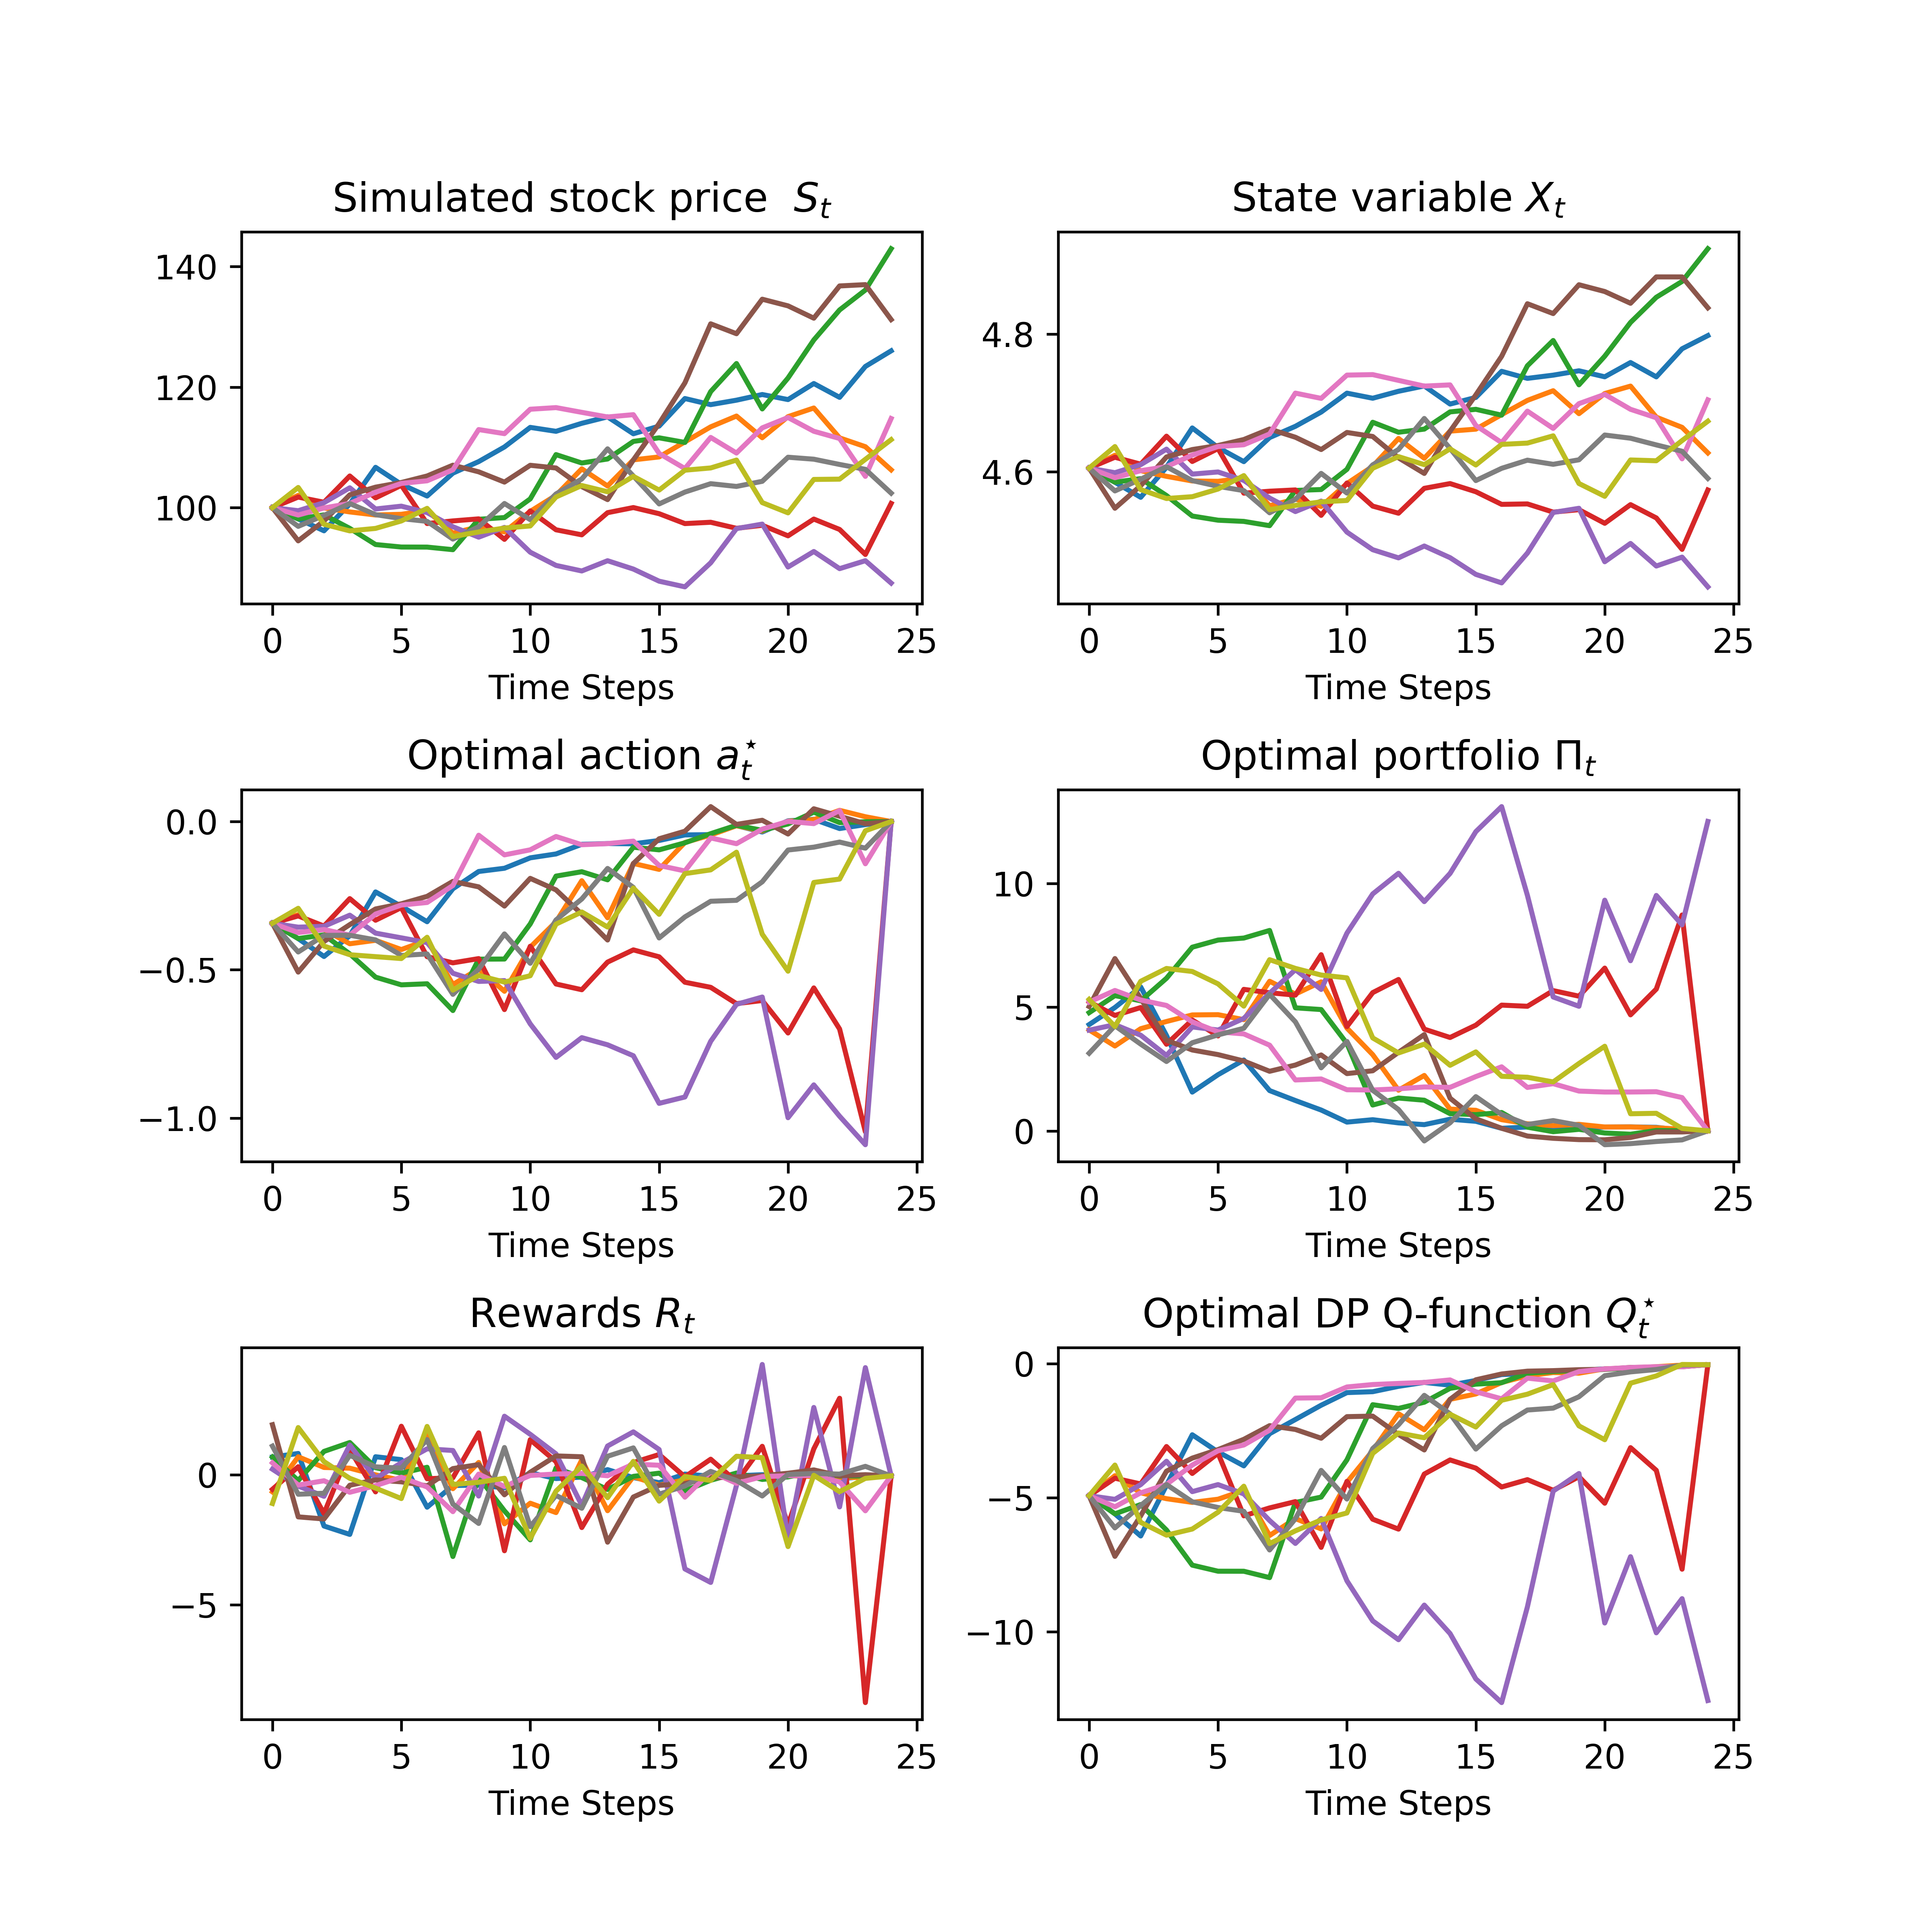 Simulated stock price S_t
State variable X_t
140
120
100
4.8
4.6
0 5 10 15 20 25
0 5 10 15 20 25
Time Steps
Time Steps
Optimal action a_t^⋆
Optimal portfolio Π_t
0.0
−0.5
−1.0
10
5
0
0 5 10 15 20 25
0 5 10 15 20 25
Time Steps
Time Steps
Rewards R_t
Optimal DP Q-function Q_t^⋆
0
−5
0
−5
−10
0 5 10 15 20 25
0 5 10 15 20 25
Time Steps
Time Steps